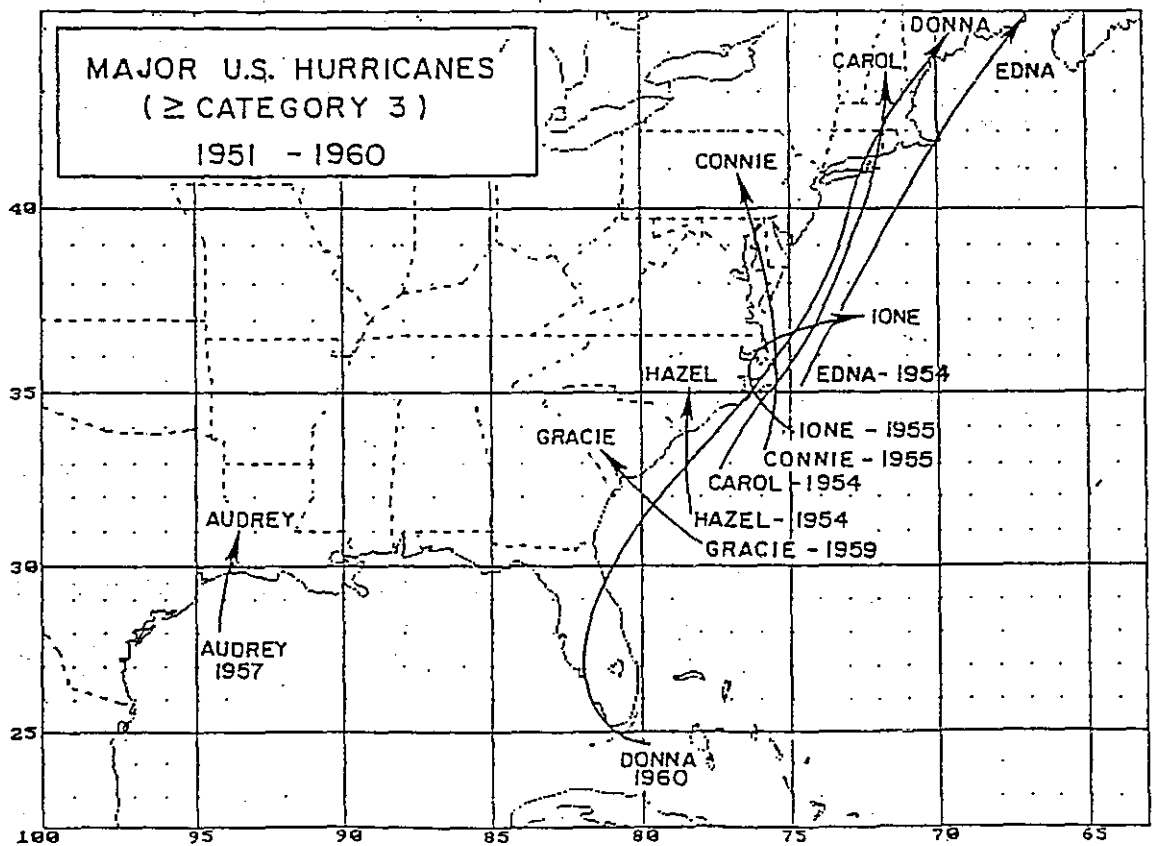 MAJOR U.S. HURRICANES
(≥ CATEGORY 3)
1951 - 1960
DONNA
CAROL
EDNA
CONNIE
40
IONE
HAZEL
EDNA - 1954
35
GRACIE
IONE - 1955
CONNIE - 1955
CAROL - 1954
AUDREY
HAZEL - 1954
GRACIE - 1959
30
AUDREY
1957
25
DONNA
1960
100 95 90 85 80 75 70 65